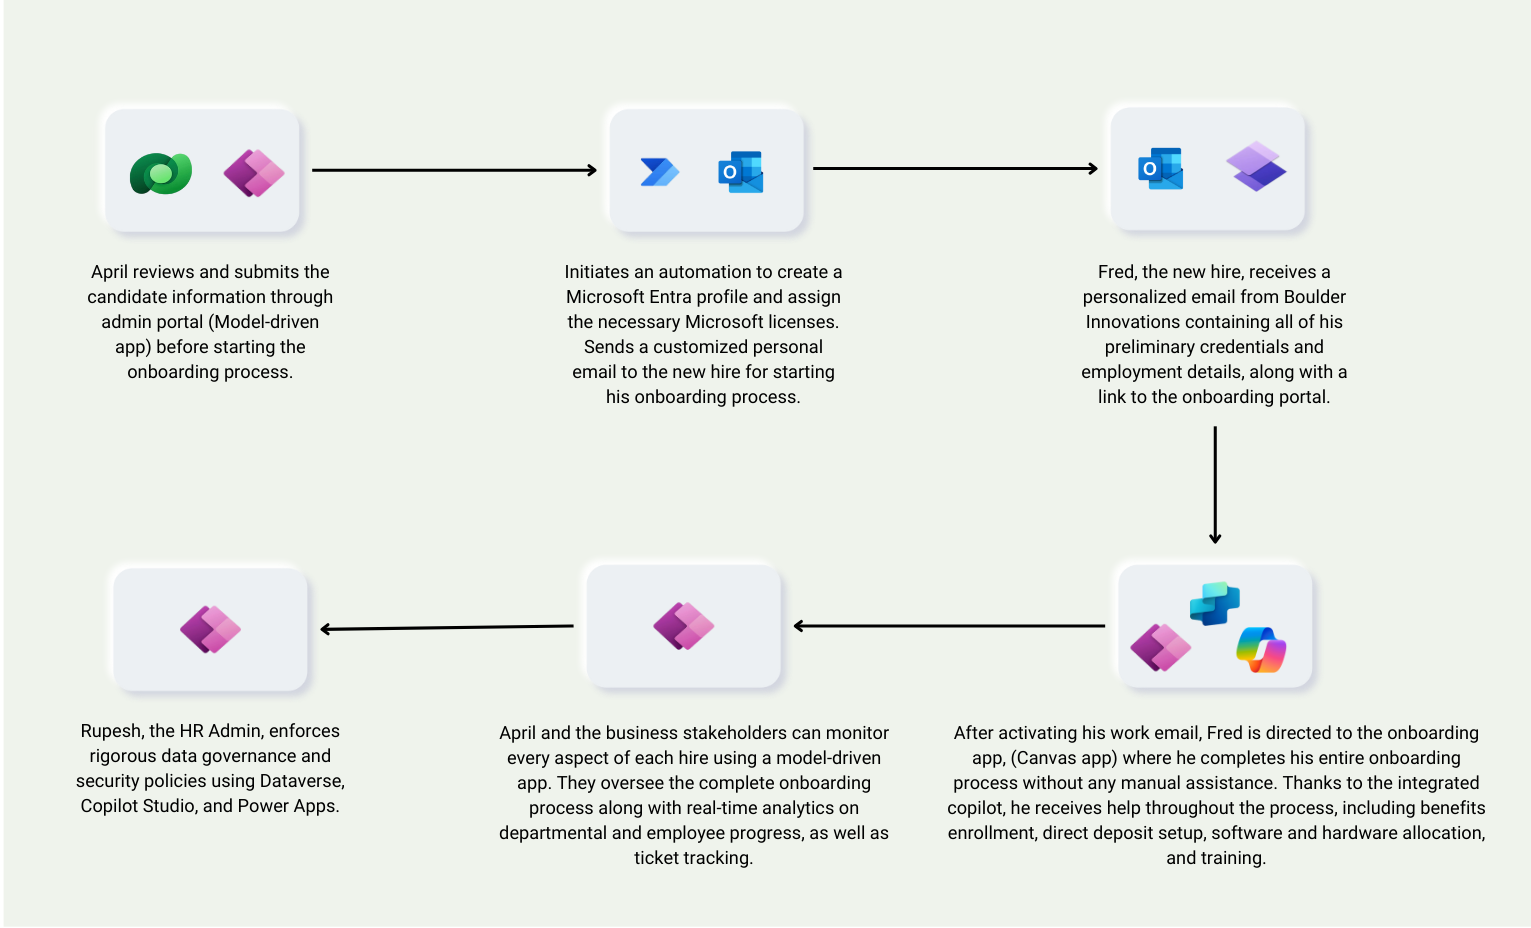 April reviews and submits the
candidate information through
admin portal (Model-driven
app) before starting the
onboarding process.
Initiates an automation to create a
Microsoft Entra profile and assign
the necessary Microsoft licenses.
Sends a customized personal
email to the new hire for starting
his onboarding process.
Fred, the new hire, receives a
personalized email from Boulder
Innovations containing all of his
preliminary credentials and
employment details, along with a
link to the onboarding portal.
After activating his work email, Fred is directed to the onboarding
app, (Canvas app) where he completes his entire onboarding
process without any manual assistance. Thanks to the integrated
copilot, he receives help throughout the process, including benefits
enrollment, direct deposit setup, software and hardware allocation,
and training.
April and the business stakeholders can monitor
every aspect of each hire using a model-driven
app. They oversee the complete onboarding
process along with real-time analytics on
departmental and employee progress, as well as
ticket tracking.
Rupesh, the HR Admin, enforces
rigorous data governance and
security policies using Dataverse,
Copilot Studio, and Power Apps.